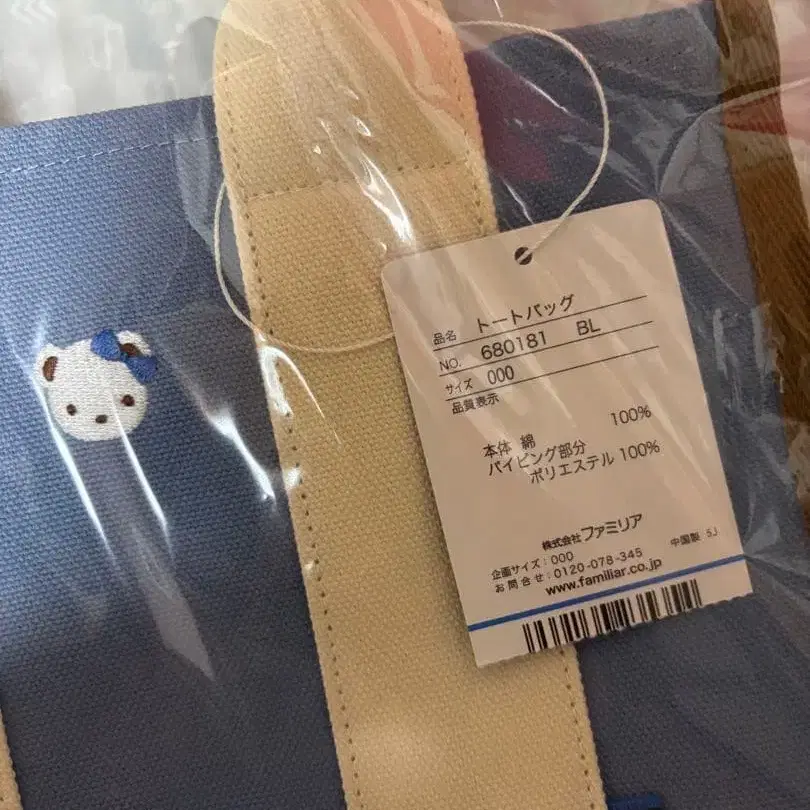 品名 トートバッグ
NO. 680181 BL
サイズ 000
品質表示
100%
本体 綿
パイピング部分
ポリエステル 100%
株式会社 ファミリア
企画サイズ:000 中国製 5J
お問合せ:0120-078-345
www.familiar.co.jp